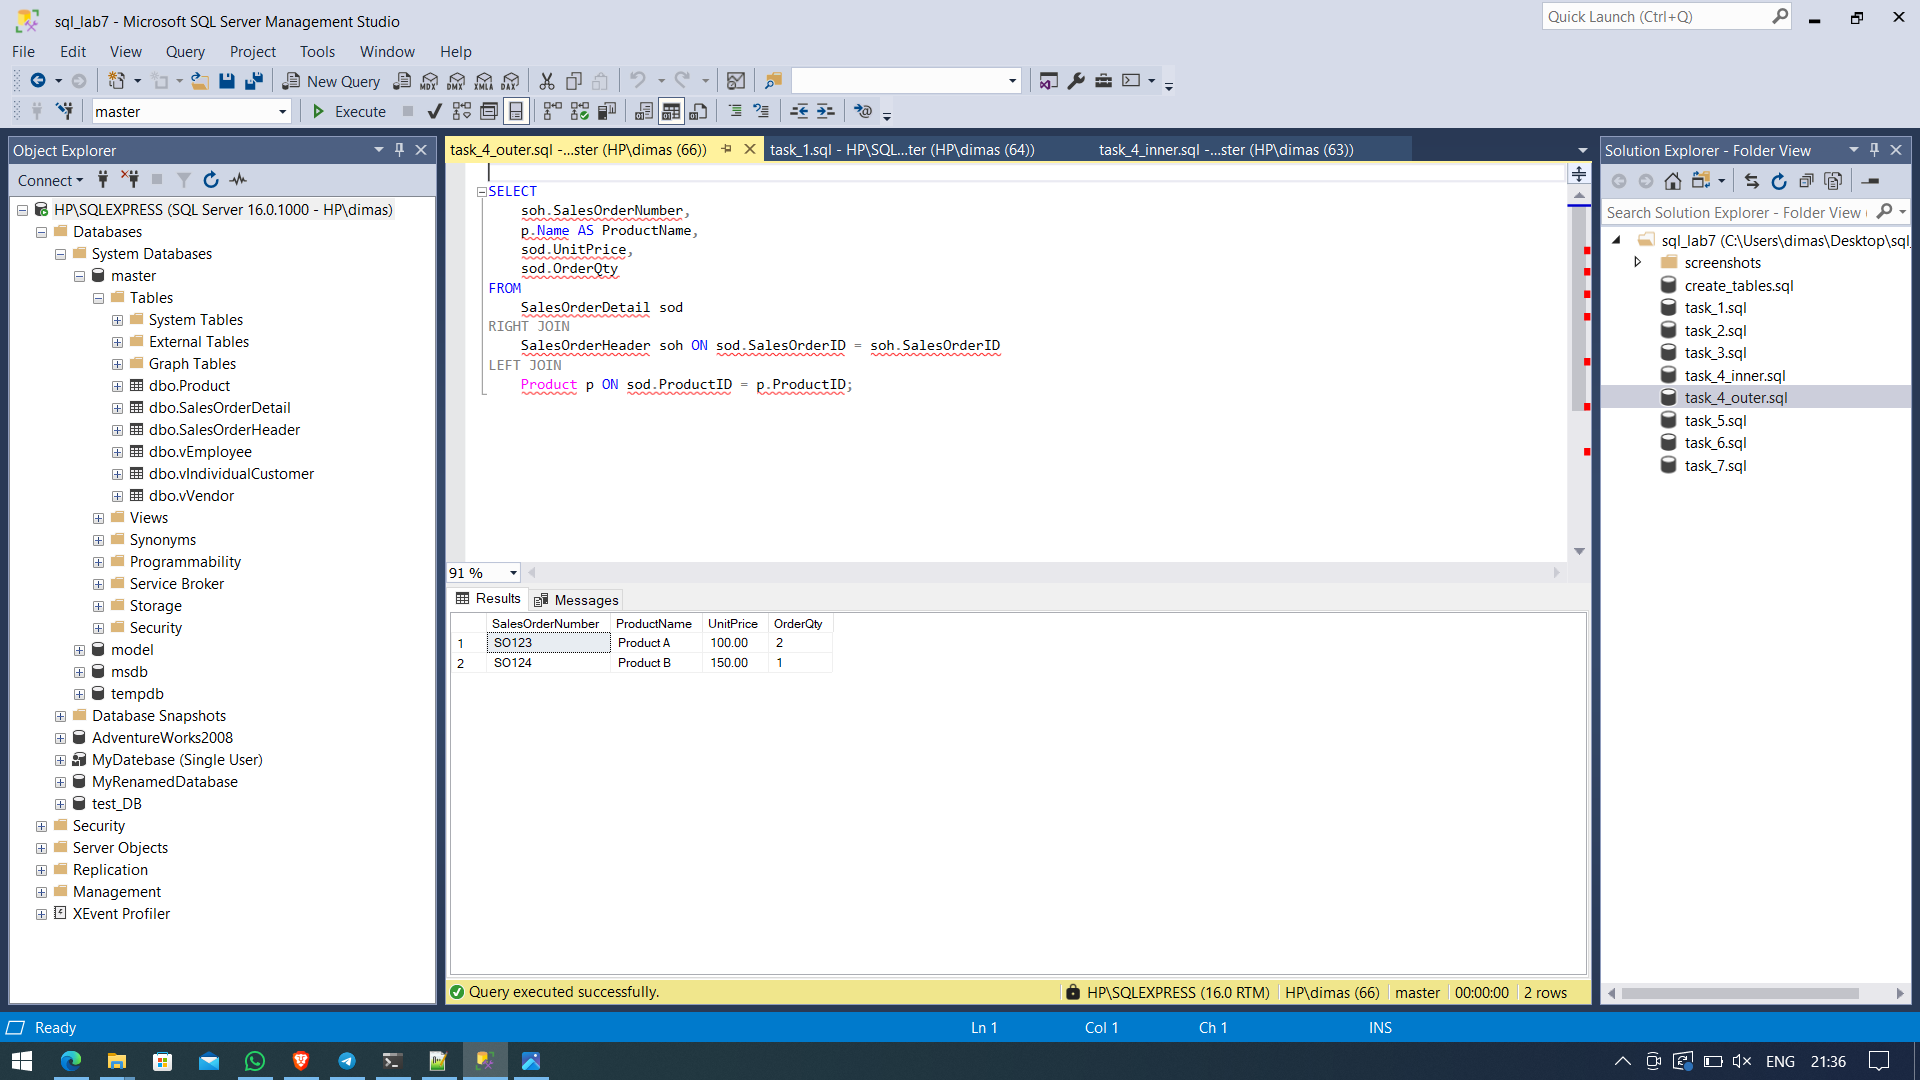 sql_lab7 - Microsoft SQL Server Management Studio
Quick Launch (Ctrl+Q)
File Edit View Query Project Tools Window Help
New Query MDX DMX XMLA DAX
master Execute
Object Explorer
Connect
HP\SQLEXPRESS (SQL Server 16.0.1000 - HP\dimas)
Databases
System Databases
master
Tables
System Tables
External Tables
Graph Tables
dbo.Product
dbo.SalesOrderDetail
dbo.SalesOrderHeader
dbo.vEmployee
dbo.vIndividualCustomer
dbo.vVendor
Views
Synonyms
Programmability
Service Broker
Storage
Security
model
msdb
tempdb
Database Snapshots
AdventureWorks2008
MyDatebase (Single User)
MyRenamedDatabase
test_DB
Security
Server Objects
Replication
Management
XEvent Profiler
task_4_outer.sql -...ster (HP\dimas (66)) task_1.sql - HP\SQL...ter (HP\dimas (64)) task_4_inner.sql -...ster (HP\dimas (63))
SELECT
soh.SalesOrderNumber,
p.Name AS ProductName,
sod.UnitPrice,
sod.OrderQty
FROM
SalesOrderDetail sod
RIGHT JOIN
SalesOrderHeader soh ON sod.SalesOrderID = soh.SalesOrderID
LEFT JOIN
Product p ON sod.ProductID = p.ProductID;
91 %
Results Messages
SalesOrderNumber ProductName UnitPrice OrderQty
1 SO123 Product A 100.00 2
2 SO124 Product B 150.00 1
Query executed successfully. HP\SQLEXPRESS (16.0 RTM) HP\dimas (66) master 00:00:00 2 rows
Solution Explorer - Folder View
Search Solution Explorer - Folder View (
sql_lab7 (C:\Users\dimas\Desktop\sql_
screenshots
create_tables.sql
task_1.sql
task_2.sql
task_3.sql
task_4_inner.sql
task_4_outer.sql
task_5.sql
task_6.sql
task_7.sql
Ready Ln 1 Col 1 Ch 1 INS
ENG 21:36